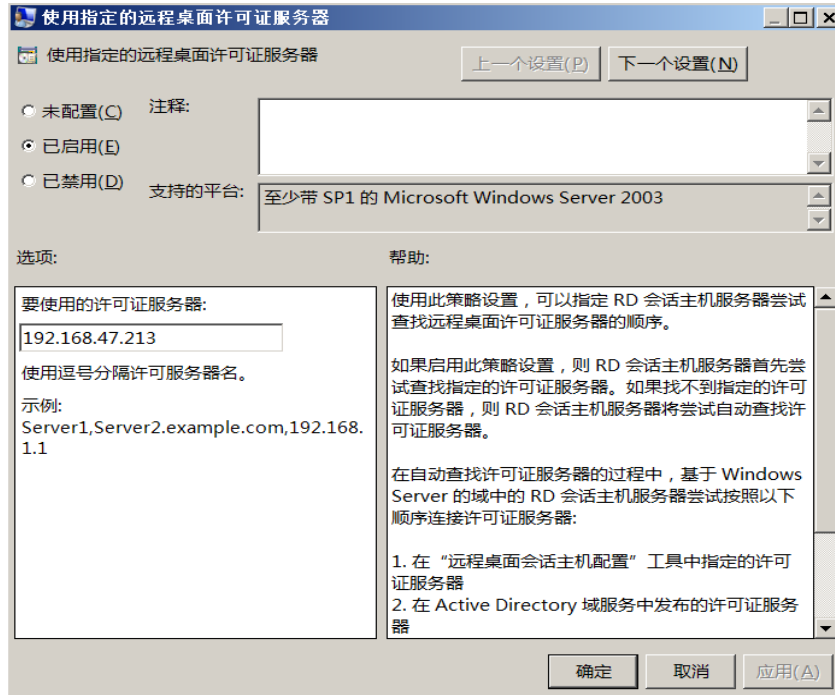 使用指定的远程桌面许可证服务器
使用指定的远程桌面许可证服务器
上一个设置(P)
下一个设置(N)
未配置(C)
注释:
已启用(E)
已禁用(D)
支持的平台:
至少带 SP1 的 Microsoft Windows Server 2003
选项:
帮助:
要使用的许可证服务器:
192.168.47.213
使用逗号分隔许可服务器名。
示例:
Server1,Server2.example.com,192.168.
1.1
使用此策略设置，可以指定 RD 会话主机服务器尝试
查找远程桌面许可证服务器的顺序。
如果启用此策略设置，则 RD 会话主机服务器首先尝
试查找指定的许可证服务器。如果找不到指定的许可
证服务器，则 RD 会话主机服务器将尝试自动查找许
可证服务器。
在自动查找许可证服务器的过程中，基于 Windows
Server 的域中的 RD 会话主机服务器尝试按照以下
顺序连接许可证服务器:
1. 在“远程桌面会话主机配置”工具中指定的许可
证服务器
2. 在 Active Directory 域服务中发布的许可证服务
器
确定
取消
应用(A)